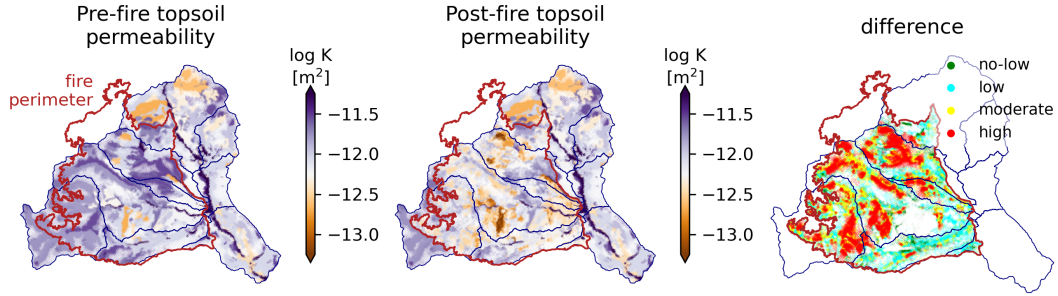 Pre-fire topsoil
permeability
log K
[m²]
fire
perimeter
−11.5
−12.0
−12.5
−13.0
Post-fire topsoil
permeability
log K
[m²]
−11.5
−12.0
−12.5
−13.0
difference
no-low
low
moderate
high